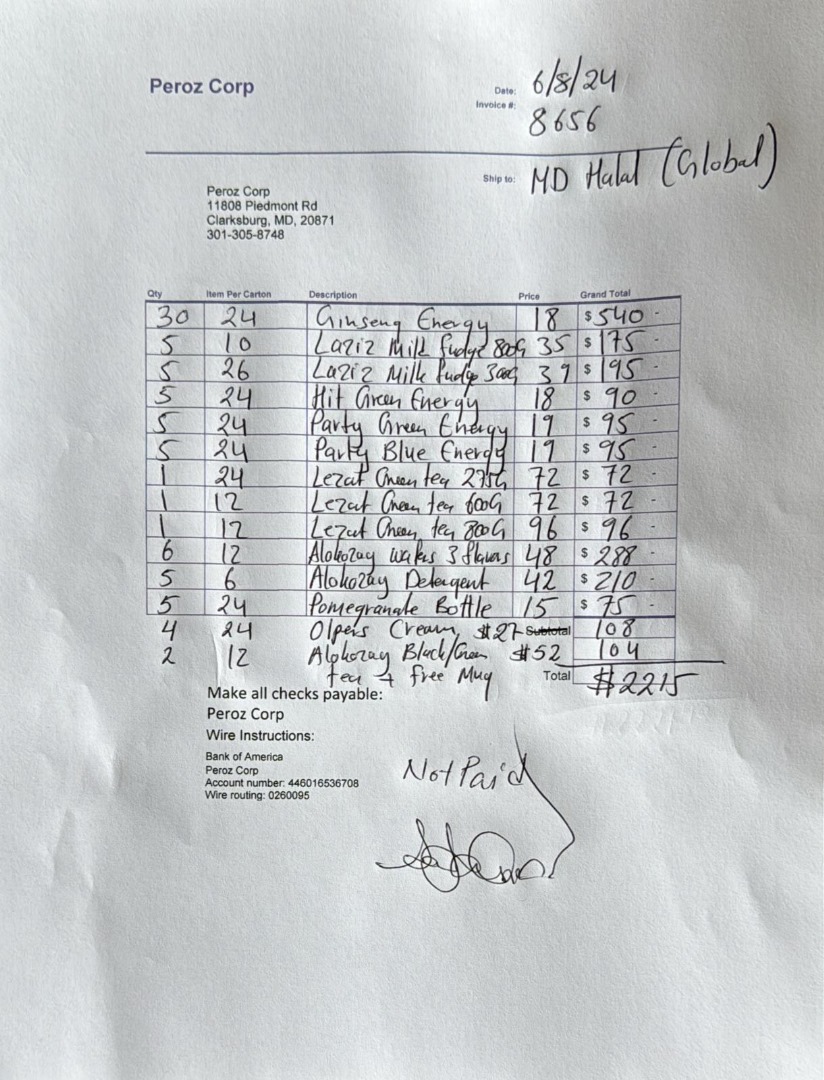 Peroz Corp
Date: 6/8/24
Invoice #: 8656
Ship to: MD Halal (Global)
Peroz Corp
11808 Piedmont Rd
Clarksburg, MD, 20871
301-305-8748
Qty Item Per Carton Description Price Grand Total
30 24 Ginseng Energy 18 $ 540 -
5 10 Laziz Milk fudge 800G 35 $ 175
5 26 Laziz Milk fudge 300G 39 $ 195 -
5 24 Hit Green Energy 18 $ 90 -
5 24 Party Green Energy 19 $ 95 -
5 24 Party Blue Energy 19 $ 95 -
1 24 Lezat Green tea 275G 72 $ 72 -
1 12 Lezat Green tea 600G 72 $ 72 -
1 12 Lezat Green tea 800G 96 $ 96 -
6 12 Alokozay 3 flavors 48 $ 288 -
5 6 Alokozay Detergent 42 $ 210 -
5 24 Pomegranate Bottle 15 $ 75 -
4 24 Olpers Cream $27 Subtotal 108
2 12 Alokozay Black/Green $52 104
tea + free Mug Total $2215
Make all checks payable:
Peroz Corp
Wire Instructions:
Bank of America
Peroz Corp
Account number: 446016536708
Wire routing: 0260095
Not Paid